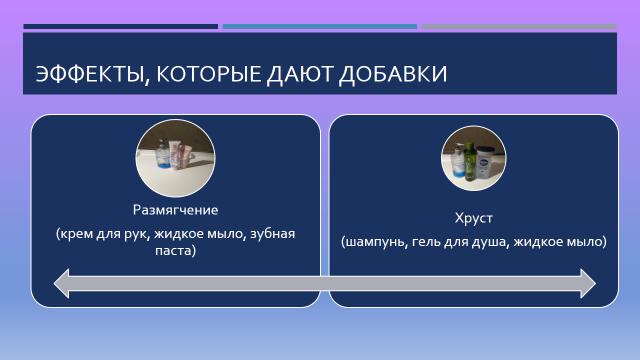 ЭФФЕКТЫ, КОТОРЫЕ ДАЮТ ДОБАВКИ
Размягчение
(крем для рук, жидкое мыло, зубная
паста)
Хруст
(шампунь, гель для душа, жидкое мыло)